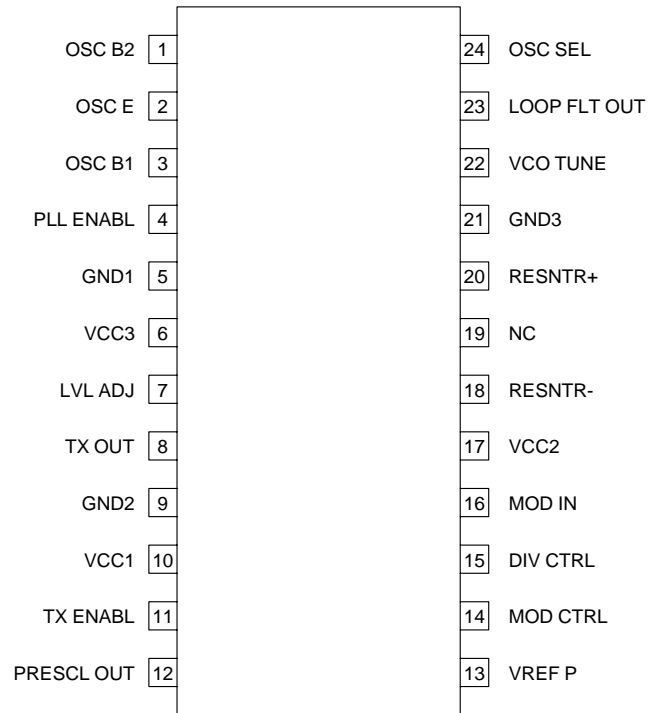 OSC B2 1 24 OSC SEL
OSC E 2 23 LOOP FLT OUT
OSC B1 3 22 VCO TUNE
PLL ENABL 4 21 GND3
GND1 5 20 RESNTR+
VCC3 6 19 NC
LVL ADJ 7 18 RESNTR-
TX OUT 8 17 VCC2
GND2 9 16 MOD IN
VCC1 10 15 DIV CTRL
TX ENABL 11 14 MOD CTRL
PRESCL OUT 12 13 VREF P